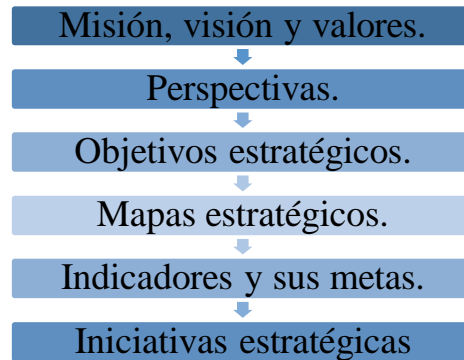 Misión, visión y valores.
Perspectivas.
Objetivos estratégicos.
Mapas estratégicos.
Indicadores y sus metas.
Iniciativas estratégicas